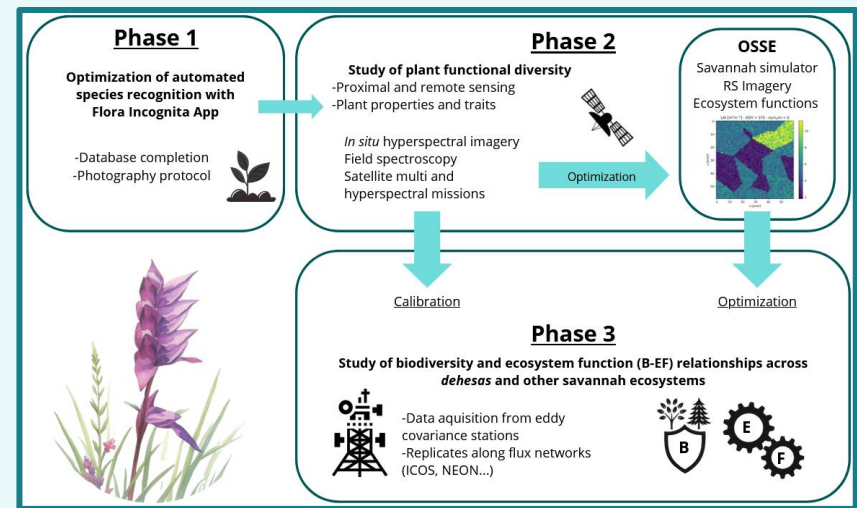 Phase 1
Optimization of automated
species recognition with
Flora Incognita App
-Database completion
-Photography protocol
Phase 2
Study of plant functional diversity
-Proximal and remote sensing
-Plant properties and traits
In situ hyperspectral imagery
Field spectroscopy
Satellite multi and
hyperspectral missions
Optimization
OSSE
Savannah simulator
RS Imagery
Ecosystem functions
Calibration
Optimization
Phase 3
Study of biodiversity and ecosystem function (B-EF) relationships across
dehesas and other savannah ecosystems
-Data aquisition from eddy
covariance stations
-Replicates along flux networks
(ICOS, NEON...)
B
E
F